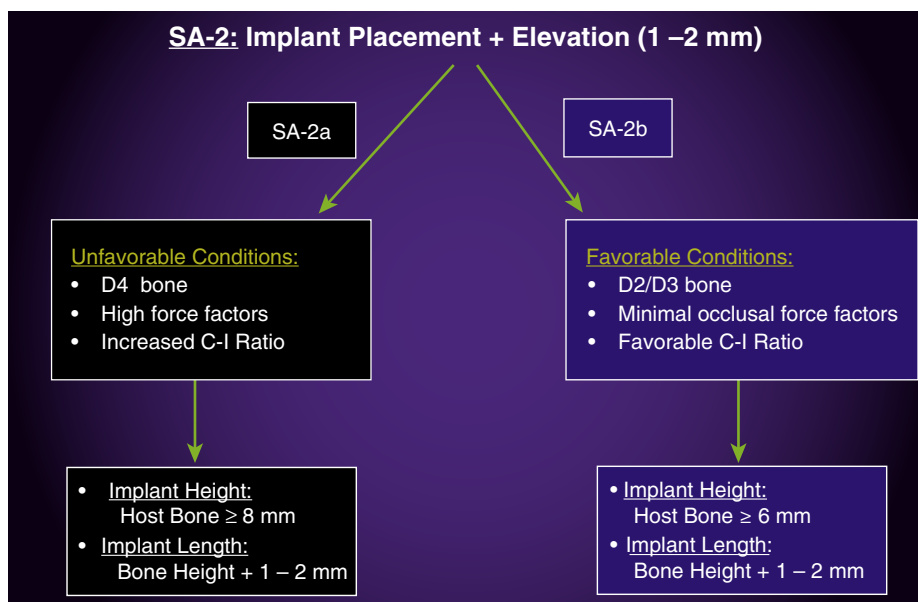 SA-2: Implant Placement + Elevation (1 –2 mm)
SA-2a
SA-2b
Unfavorable Conditions:
• D4 bone
• High force factors
• Increased C-I Ratio
Favorable Conditions:
• D2/D3 bone
• Minimal occlusal force factors
• Favorable C-I Ratio
• Implant Height:
Host Bone ≥ 8 mm
• Implant Length:
Bone Height + 1 – 2 mm
• Implant Height:
Host Bone ≥ 6 mm
• Implant Length:
Bone Height + 1 – 2 mm